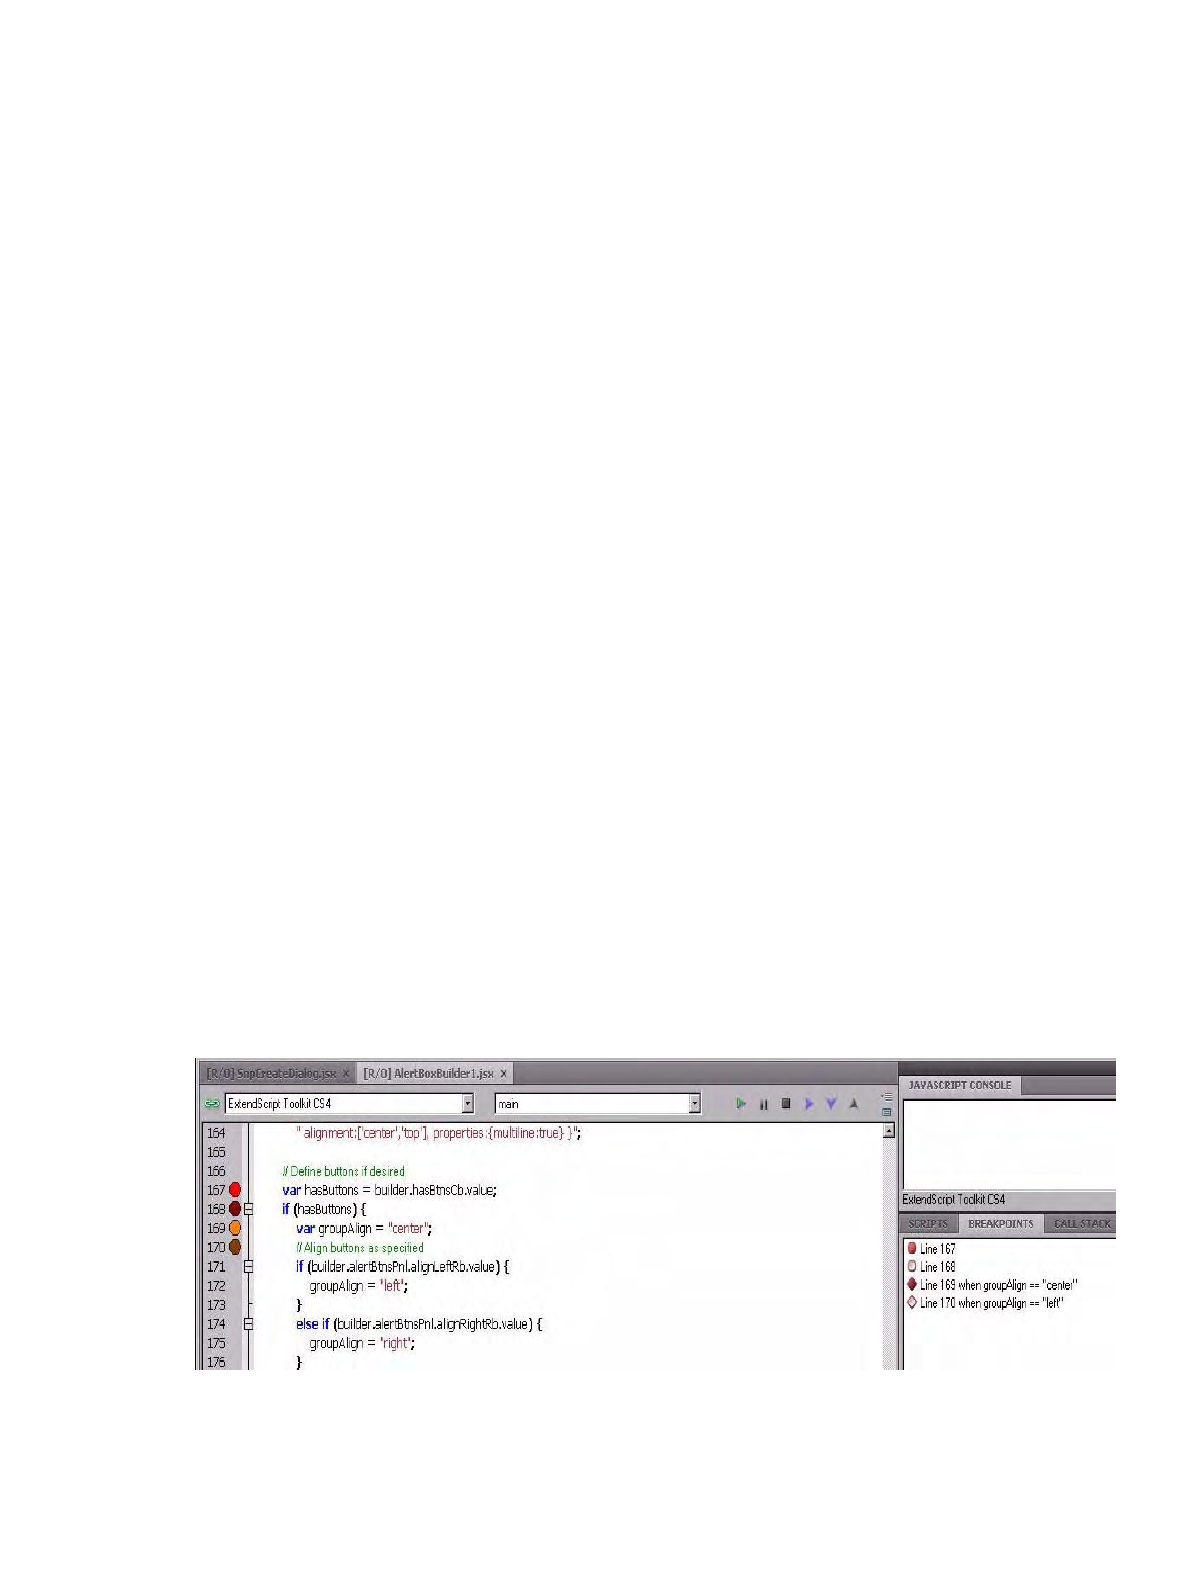 [R/O] SnpCreateDialog.jsx x
[R/O] AlertBoxBuilder1.jsx x
ExtendScript Toolkit CS4
main
164 " alignment:['center','top'], properties:{multiline:true} }";
165
166 // Define buttons if desired
167 var hasButtons = builder.hasBtnsCb.value;
168 if (hasButtons) {
169 var groupAlign = "center";
170 // Align buttons as specified
171 if (builder.alertBtnsPnl.alignLeftRb.value) {
172 groupAlign = "left";
173 }
174 else if (builder.alertBtnsPnl.alignRightRb.value) {
175 groupAlign = "right";
176 }
JAVASCRIPT CONSOLE
ExtendScript Toolkit CS4
SCRIPTS BREAKPOINTS CALL STACK
Line 167
Line 168
Line 169 when groupAlign == "center"
Line 170 when groupAlign == "left"